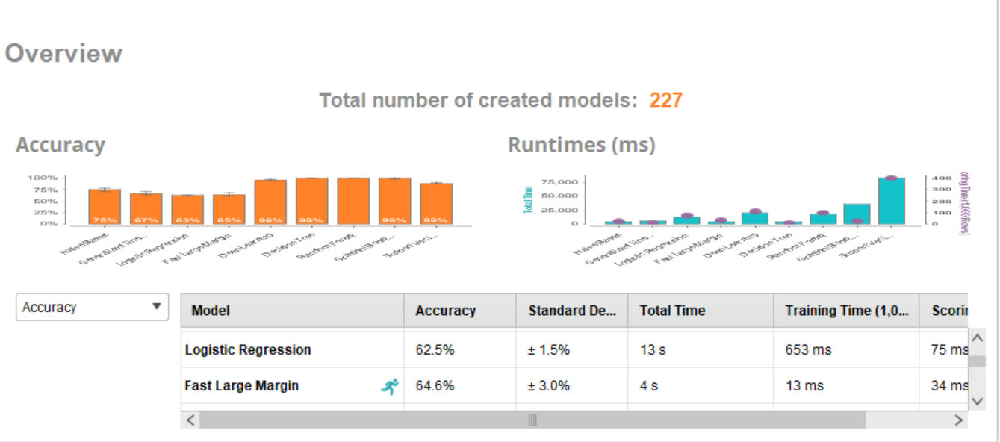 Overview
Total number of created models: 227
Accuracy
Runtimes (ms)
100%
75%
50%
25%
0%
75% 67% 63% 65% 96% 99% 99% 89%
Naive Bayes
Generalized Line...
Logistic Regression
Fast Large Margin
Deep Learning
Decision Tree
Random Forest
Gradient Boos...
Support Vect...
Total Time
75,000
50,000
25,000
0
400
300
200
100
0
oring Time (1,000 Rows)
Naive Bayes
Generalized Line...
Logistic Regression
Fast Large Margin
Deep Learning
Decision Tree
Random Forest
Gradient Boos...
Support Vect...
Accuracy
Model Accuracy Standard De... Total Time Training Time (1,0... Scorin
Logistic Regression 62.5% ± 1.5% 13 s 653 ms 75 ms
Fast Large Margin 64.6% ± 3.0% 4 s 13 ms 34 ms